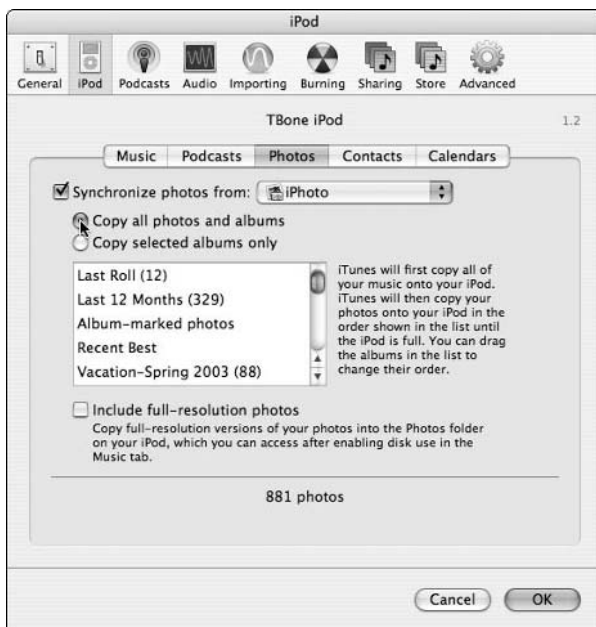 iPod
General iPod Podcasts Audio Importing Burning Sharing Store Advanced
TBone iPod 1.2
Music Podcasts Photos Contacts Calendars
Synchronize photos from: iPhoto
Copy all photos and albums
Copy selected albums only
Last Roll (12)
Last 12 Months (329)
Album-marked photos
Recent Best
Vacation-Spring 2003 (88)
iTunes will first copy all of
your music onto your iPod.
iTunes will then copy your
photos onto your iPod in the
order shown in the list until
the iPod is full. You can drag
the albums in the list to
change their order.
Include full-resolution photos
Copy full-resolution versions of your photos into the Photos folder
on your iPod, which you can access after enabling disk use in the
Music tab.
881 photos
Cancel OK